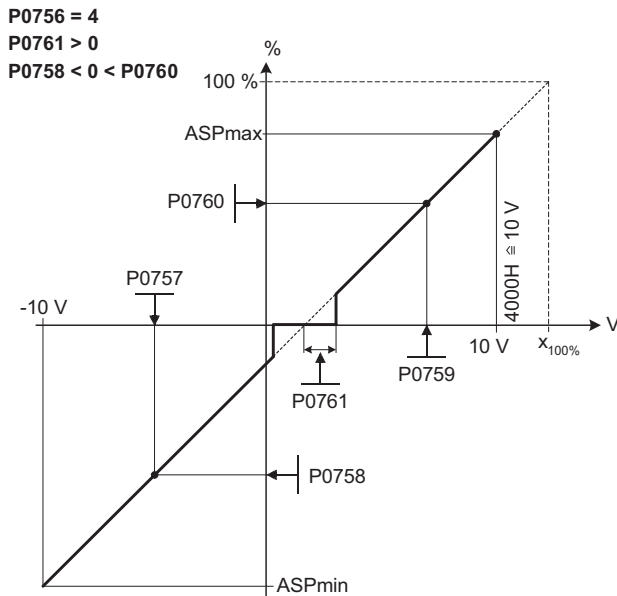 P0756 = 4
P0761 > 0
P0758 < 0 < P0760
%
100 %
ASPmax
P0760
4000H ≙ 10 V
P0757
-10 V
V
10 V
x100%
P0759
P0761
P0758
ASPmin